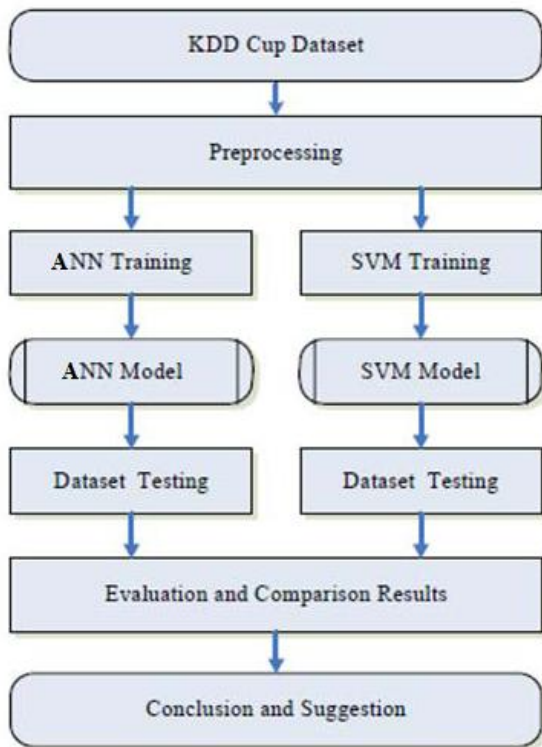 KDD Cup Dataset
Preprocessing
ANN Training
SVM Training
ANN Model
SVM Model
Dataset Testing
Dataset Testing
Evaluation and Comparison Results
Conclusion and Suggestion